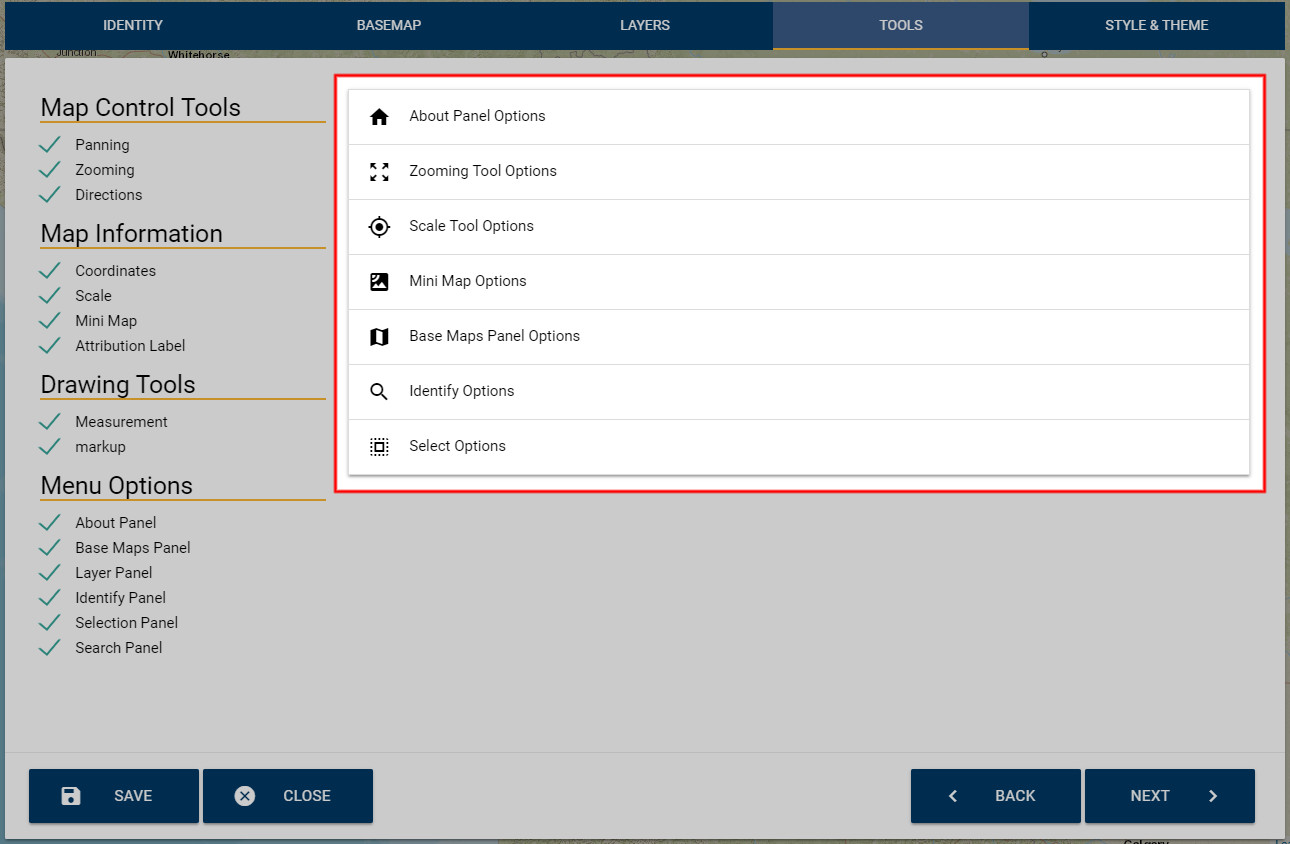 IDENTITY BASEMAP LAYERS TOOLS STYLE & THEME
Junction Whitehorse
Map Control Tools
Panning
Zooming
Directions
Map Information
Coordinates
Scale
Mini Map
Attribution Label
Drawing Tools
Measurement
markup
Menu Options
About Panel
Base Maps Panel
Layer Panel
Identify Panel
Selection Panel
Search Panel
About Panel Options
Zooming Tool Options
Scale Tool Options
Mini Map Options
Base Maps Panel Options
Identify Options
Select Options
SAVE CLOSE BACK NEXT
Calgary